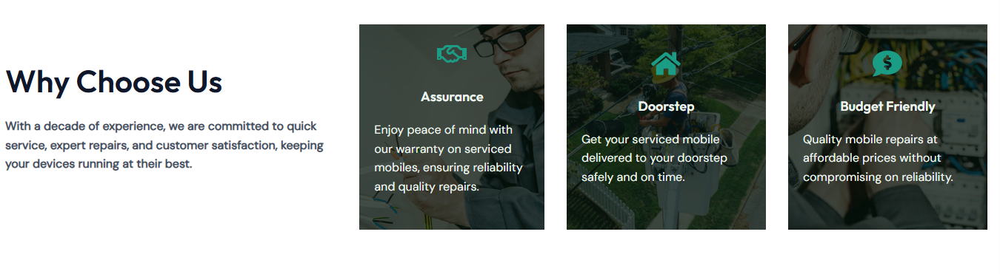 Why Choose Us
With a decade of experience, we are committed to quick
service, expert repairs, and customer satisfaction, keeping
your devices running at their best.
Assurance
Enjoy peace of mind with
our warranty on serviced
mobiles, ensuring reliability
and quality repairs.
Doorstep
Get your serviced mobile
delivered to your doorstep
safely and on time.
$
Budget Friendly
Quality mobile repairs at
affordable prices without
compromising on reliability.